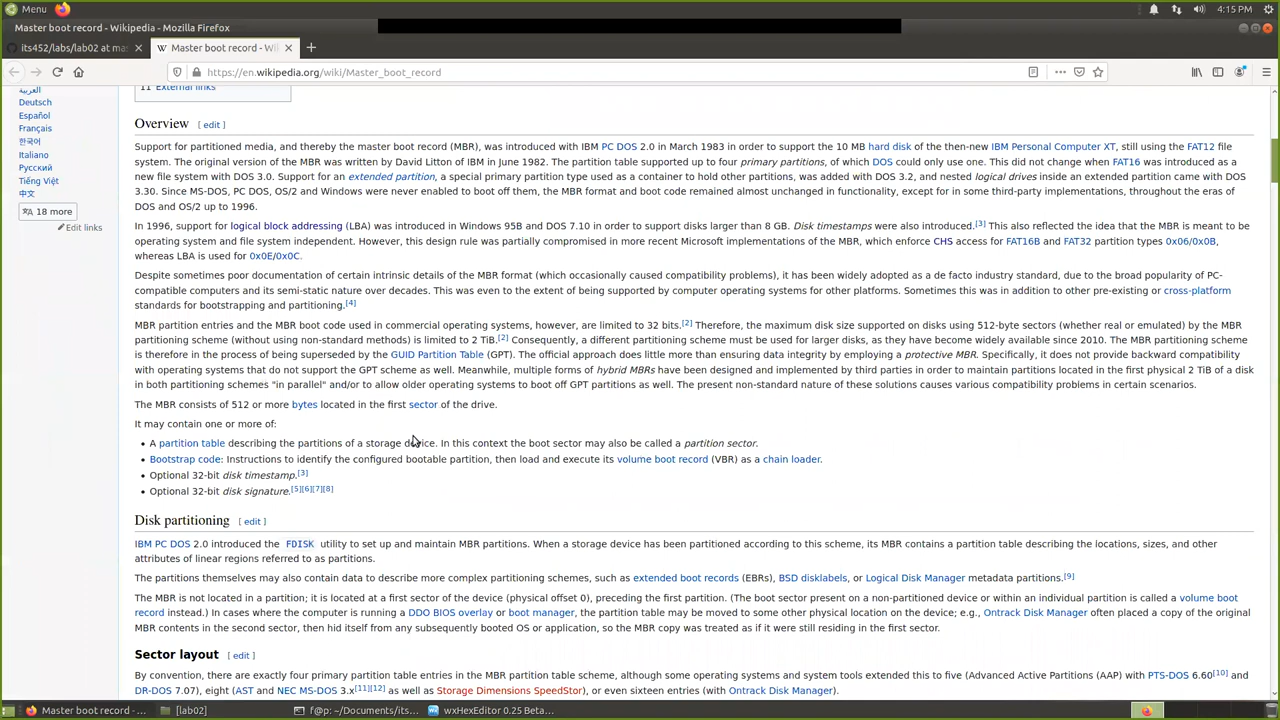 Menu
4:15 PM
Master boot record - Wikipedia - Mozilla Firefox
its452/labs/lab02 at ma
Master boot record - Wi
https://en.wikipedia.org/wiki/Master_boot_record
11 External links
العربية
Deutsch
Español
Français
한국어
Italiano
Русский
Tiếng Việt
中文
18 more
Edit links
Overview [ edit ]
Support for partitioned media, and thereby the master boot record (MBR), was introduced with IBM PC DOS 2.0 in March 1983 in order to support the 10 MB hard disk of the then-new IBM Personal Computer XT, still using the FAT12 file
system. The original version of the MBR was written by David Litton of IBM in June 1982. The partition table supported up to four primary partitions, of which DOS could only use one. This did not change when FAT16 was introduced as a
new file system with DOS 3.0. Support for an extended partition, a special primary partition type used as a container to hold other partitions, was added with DOS 3.2, and nested logical drives inside an extended partition came with DOS
3.30. Since MS-DOS, PC DOS, OS/2 and Windows were never enabled to boot off them, the MBR format and boot code remained almost unchanged in functionality, except for in some third-party implementations, throughout the eras of
DOS and OS/2 up to 1996.
In 1996, support for logical block addressing (LBA) was introduced in Windows 95B and DOS 7.10 in order to support disks larger than 8 GB. Disk timestamps were also introduced.[3] This also reflected the idea that the MBR is meant to be
operating system and file system independent. However, this design rule was partially compromised in more recent Microsoft implementations of the MBR, which enforce CHS access for FAT16B and FAT32 partition types 0x06/0x0B,
whereas LBA is used for 0x0E/0x0C.
Despite sometimes poor documentation of certain intrinsic details of the MBR format (which occasionally caused compatibility problems), it has been widely adopted as a de facto industry standard, due to the broad popularity of PC-
compatible computers and its semi-static nature over decades. This was even to the extent of being supported by computer operating systems for other platforms. Sometimes this was in addition to other pre-existing or cross-platform
standards for bootstrapping and partitioning.[4]
MBR partition entries and the MBR boot code used in commercial operating systems, however, are limited to 32 bits.[2] Therefore, the maximum disk size supported on disks using 512-byte sectors (whether real or emulated) by the MBR
partitioning scheme (without using non-standard methods) is limited to 2 TiB.[2] Consequently, a different partitioning scheme must be used for larger disks, as they have become widely available since 2010. The MBR partitioning scheme
is therefore in the process of being superseded by the GUID Partition Table (GPT). The official approach does little more than ensuring data integrity by employing a protective MBR. Specifically, it does not provide backward compatibility
with operating systems that do not support the GPT scheme as well. Meanwhile, multiple forms of hybrid MBRs have been designed and implemented by third parties in order to maintain partitions located in the first physical 2 TiB of a disk
in both partitioning schemes "in parallel" and/or to allow older operating systems to boot off GPT partitions as well. The present non-standard nature of these solutions causes various compatibility problems in certain scenarios.
The MBR consists of 512 or more bytes located in the first sector of the drive.
It may contain one or more of:
• A partition table describing the partitions of a storage device. In this context the boot sector may also be called a partition sector.
• Bootstrap code: Instructions to identify the configured bootable partition, then load and execute its volume boot record (VBR) as a chain loader.
• Optional 32-bit disk timestamp.[3]
• Optional 32-bit disk signature.[5][6][7][8]
Disk partitioning [ edit ]
IBM PC DOS 2.0 introduced the FDISK utility to set up and maintain MBR partitions. When a storage device has been partitioned according to this scheme, its MBR contains a partition table describing the locations, sizes, and other
attributes of linear regions referred to as partitions.
The partitions themselves may also contain data to describe more complex partitioning schemes, such as extended boot records (EBRs), BSD disklabels, or Logical Disk Manager metadata partitions.[9]
The MBR is not located in a partition; it is located at a first sector of the device (physical offset 0), preceding the first partition. (The boot sector present on a non-partitioned device or within an individual partition is called a volume boot
record instead.) In cases where the computer is running a DDO BIOS overlay or boot manager, the partition table may be moved to some other physical location on the device; e.g., Ontrack Disk Manager often placed a copy of the original
MBR contents in the second sector, then hid itself from any subsequently booted OS or application, so the MBR copy was treated as if it were still residing in the first sector.
Sector layout [ edit ]
By convention, there are exactly four primary partition table entries in the MBR partition table scheme, although some operating systems and system tools extended this to five (Advanced Active Partitions (AAP) with PTS-DOS 6.60[10] and
DR-DOS 7.07), eight (AST and NEC MS-DOS 3.x[11][12] as well as Storage Dimensions SpeedStor), or even sixteen entries (with Ontrack Disk Manager).
Master boot record - ...
[lab02]
f@p: ~/Documents/its...
wxHexEditor 0.25 Beta...